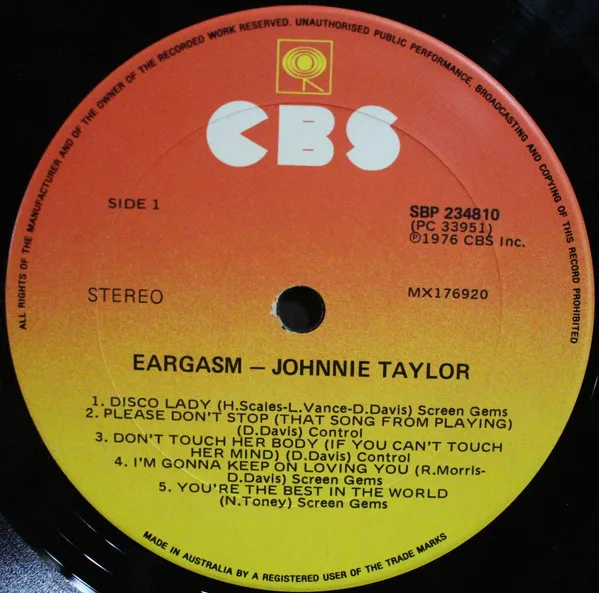 ALL RIGHTS OF THE MANUFACTURER AND OF THE OWNER OF THE RECORDED WORK RESERVED. UNAUTHORISED PUBLIC PERFORMANCE, BROADCASTING AND COPYING OF THIS RECORD PROHIBITED
CBS
SIDE 1
SBP 234810
(PC 33951)
℗1976 CBS Inc.
STEREO
MX176920
EARGASM – JOHNNIE TAYLOR
1. DISCO LADY (H.Scales-L.Vance-D.Davis) Screen Gems
2. PLEASE DON'T STOP (THAT SONG FROM PLAYING)
(D.Davis) Control
3. DON'T TOUCH HER BODY (IF YOU CAN'T TOUCH
HER MIND) (D.Davis) Control
4. I'M GONNA KEEP ON LOVING YOU (R.Morris-
D.Davis) Screen Gems
5. YOU'RE THE BEST IN THE WORLD
(N.Toney) Screen Gems
MADE IN AUSTRALIA BY A REGISTERED USER OF THE TRADE MARKS